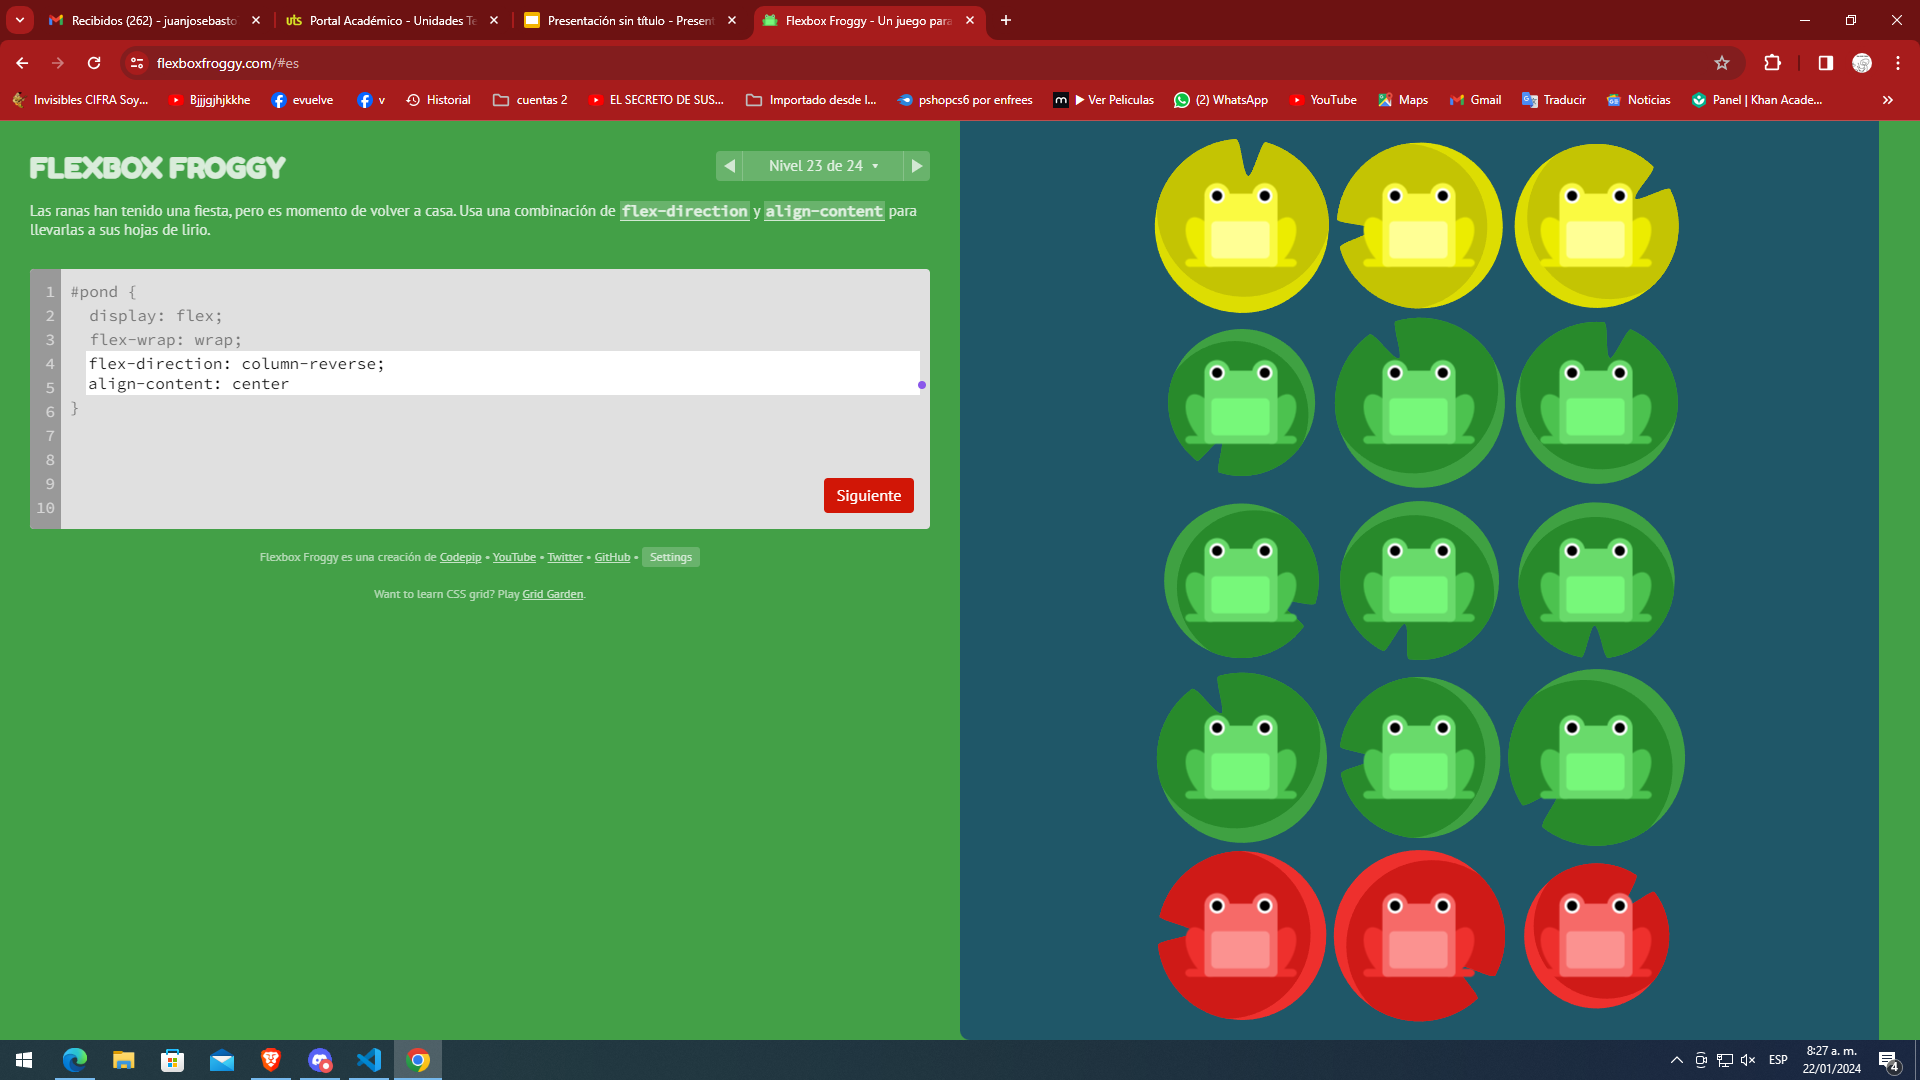 Recibidos (262) - juanjosebasto
Portal Académico - Unidades Te
Presentación sin título - Present
Flexbox Froggy - Un juego para
flexboxfroggy.com/#es
Invisibles CIFRA Soy...
Bjjjgjhjkkhe
evuelve
v
Historial
cuentas 2
EL SECRETO DE SUS...
Importado desde l...
pshopcs6 por enfrees
▶ Ver Peliculas
(2) WhatsApp
YouTube
Maps
Gmail
Traducir
Noticias
Panel | Khan Acade...
»
FLEXBOX FROGGY
Nivel 23 de 24
Las ranas han tenido una fiesta, pero es momento de volver a casa. Usa una combinación de flex-direction y align-content para
llevarlas a sus hojas de lirio.
1 #pond {
2 display: flex;
3 flex-wrap: wrap;
4 flex-direction: column-reverse;
5 align-content: center
6 }
7
8
9
10
Siguiente
Flexbox Froggy es una creación de Codepip • YouTube • Twitter • GitHub • Settings
Want to learn CSS grid? Play Grid Garden.
ESP
8:27 a. m.
22/01/2024
4